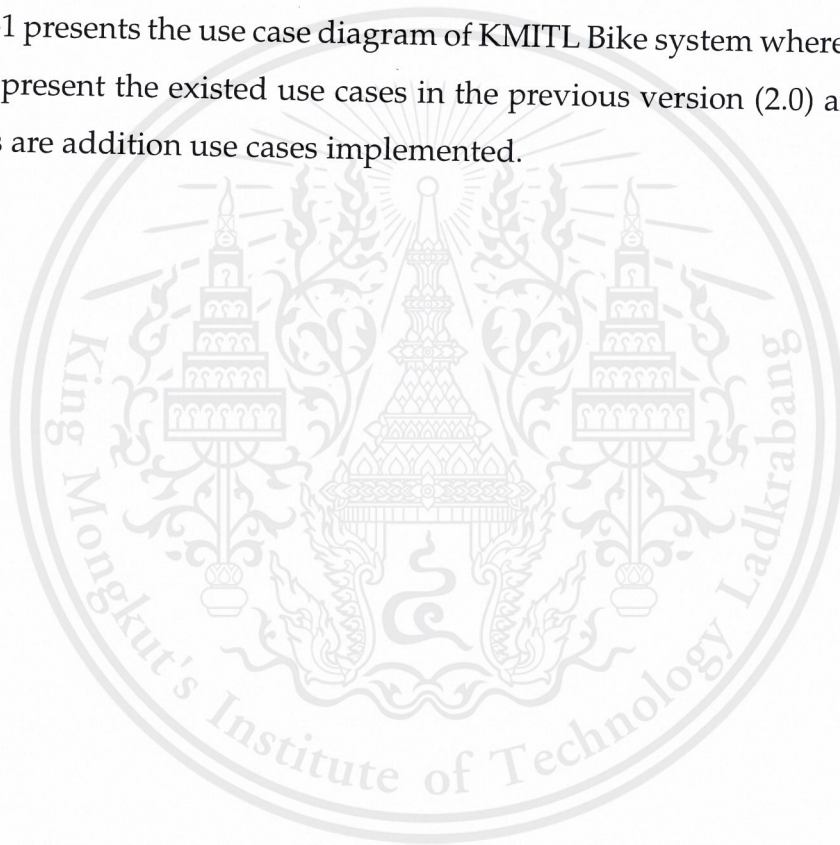 1 presents the use case diagram of KMITL Bike system where
present the existed use cases in the previous version (2.0) a
s are addition use cases implemented.
King Mongkut's Institute of Technology Ladkrabang